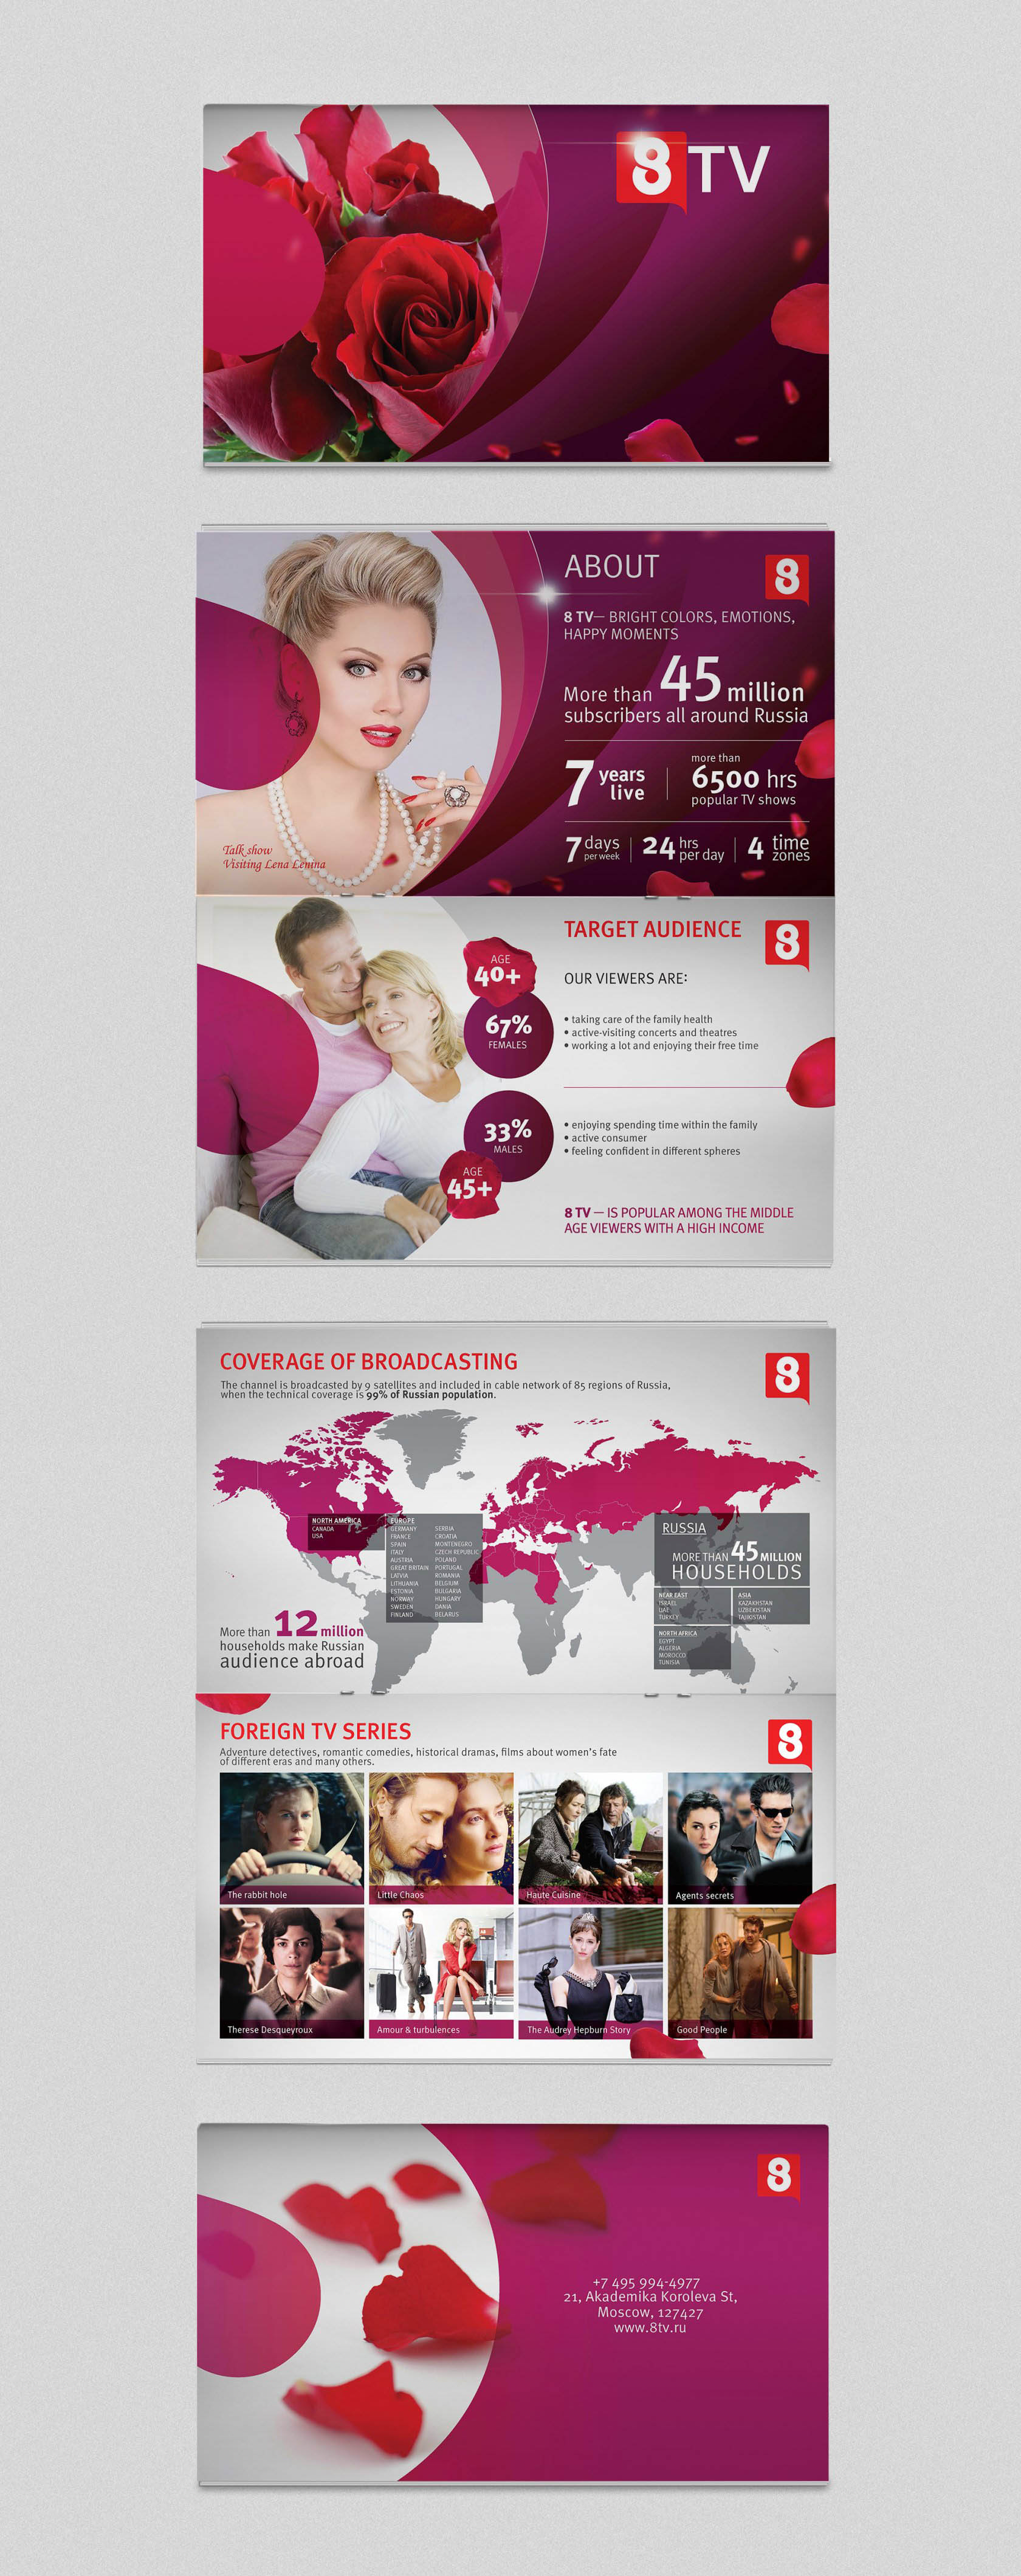 8 TV
ABOUT
8
8 TV— BRIGHT COLORS, EMOTIONS,
HAPPY MOMENTS
More than 45 million
subscribers all around Russia
7 years live
more than
6500 hrs
popular TV shows
7 days per week
24 hrs per day
4 time zones
Talk show
Visiting Lena Lenina
TARGET AUDIENCE
8
AGE
40+
67%
FEMALES
33%
MALES
AGE
45+
OUR VIEWERS ARE:
• taking care of the family health
• active-visiting concerts and theatres
• working a lot and enjoying their free time
• enjoying spending time within the family
• active consumer
• feeling confident in different spheres
8 TV — IS POPULAR AMONG THE MIDDLE
AGE VIEWERS WITH A HIGH INCOME
COVERAGE OF BROADCASTING
8
The channel is broadcasted by 9 satellites and included in cable network of 85 regions of Russia,
when the technical coverage is 99% of Russian population.
NORTH AMERICA
CANADA
USA
EUROPE
GERMANY
FRANCE
SPAIN
ITALY
AUSTRIA
GREAT BRITAIN
LATVIA
LITHUANIA
ESTONIA
NORWAY
SWEDEN
FINLAND
SERBIA
CROATIA
MONTENEGRO
CZECH REPUBLIC
POLAND
PORTUGAL
ROMANIA
BELGIUM
BULGARIA
HUNGARY
DANIA
BELARUS
RUSSIA
MORE THAN 45 MILLION
HOUSEHOLDS
NEAR EAST
ISRAEL
UAE
TURKEY
ASIA
KAZAKHSTAN
UZBEKISTAN
TAJIKISTAN
NORTH AFRICA
EGYPT
ALGERIA
MOROCCO
TUNISIA
More than 12 million
households make Russian
audience abroad
FOREIGN TV SERIES
8
Adventure detectives, romantic comedies, historical dramas, films about women's fate
of different eras and many others.
The rabbit hole
Little Chaos
Haute Cuisine
Agents secrets
Therese Desqueyroux
Amour & turbulences
The Audrey Hepburn Story
Good People
8
+7 495 994-4977
21, Akademika Koroleva St,
Moscow, 127427
www.8tv.ru